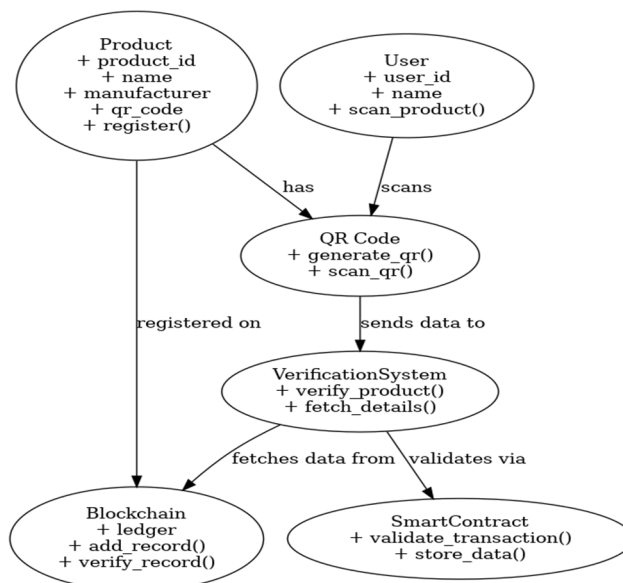 Product
+ product_id
+ name
+ manufacturer
+ qr_code
+ register()
User
+ user_id
+ name
+ scan_product()
has
scans
QR Code
+ generate_qr()
+ scan_qr()
registered on
sends data to
VerificationSystem
+ verify_product()
+ fetch_details()
fetches data from
validates via
Blockchain
+ ledger
+ add_record()
+ verify_record()
SmartContract
+ validate_transaction()
+ store_data()